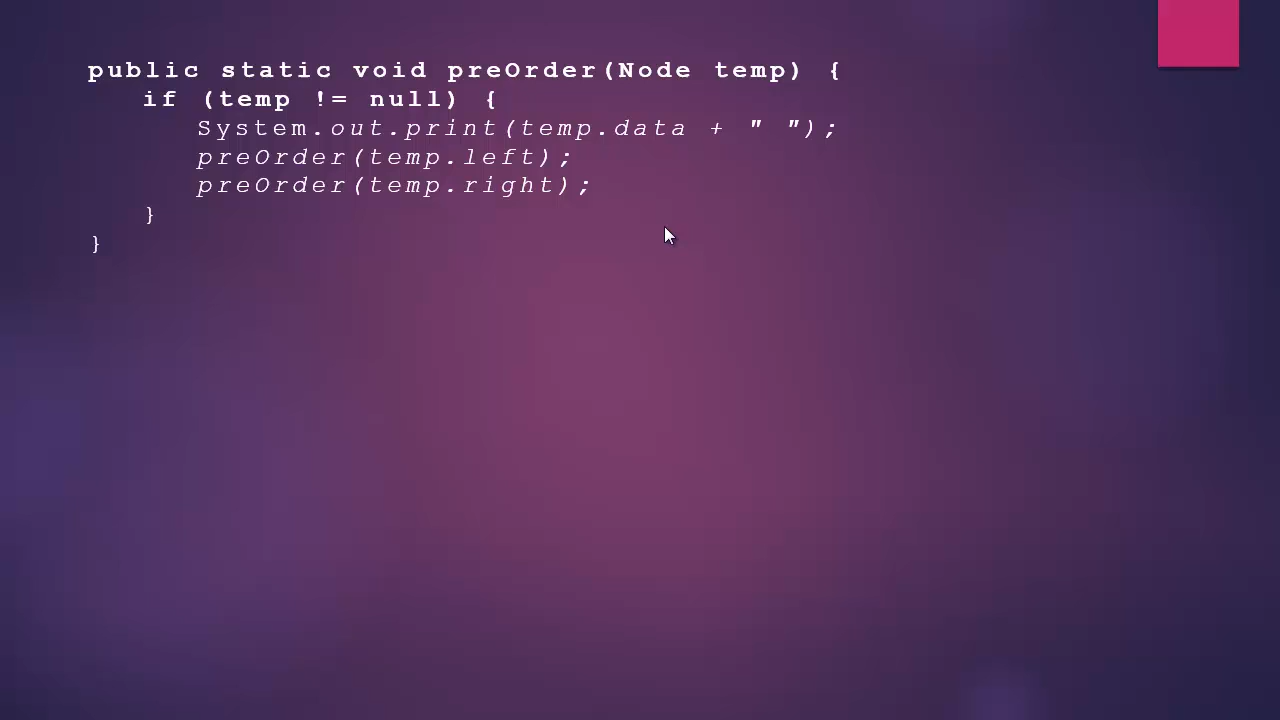 public static void preOrder(Node temp) {
if (temp != null) {
System.out.print(temp.data + " ");
preOrder(temp.left);
preOrder(temp.right);
}
}